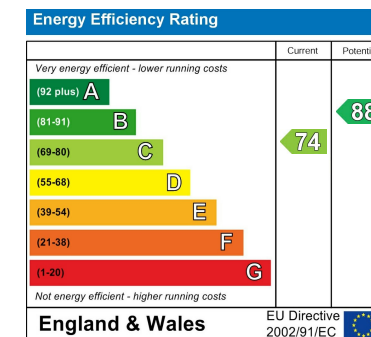 Energy Efficiency Rating
Current Potenti
Very energy efficient - lower running costs
(92 plus) A
(81-91) B
88
(69-80) C
74
(55-68) D
(39-54) E
(21-38) F
(1-20) G
Not energy efficient - higher running costs
England & Wales
EU Directive
2002/91/EC